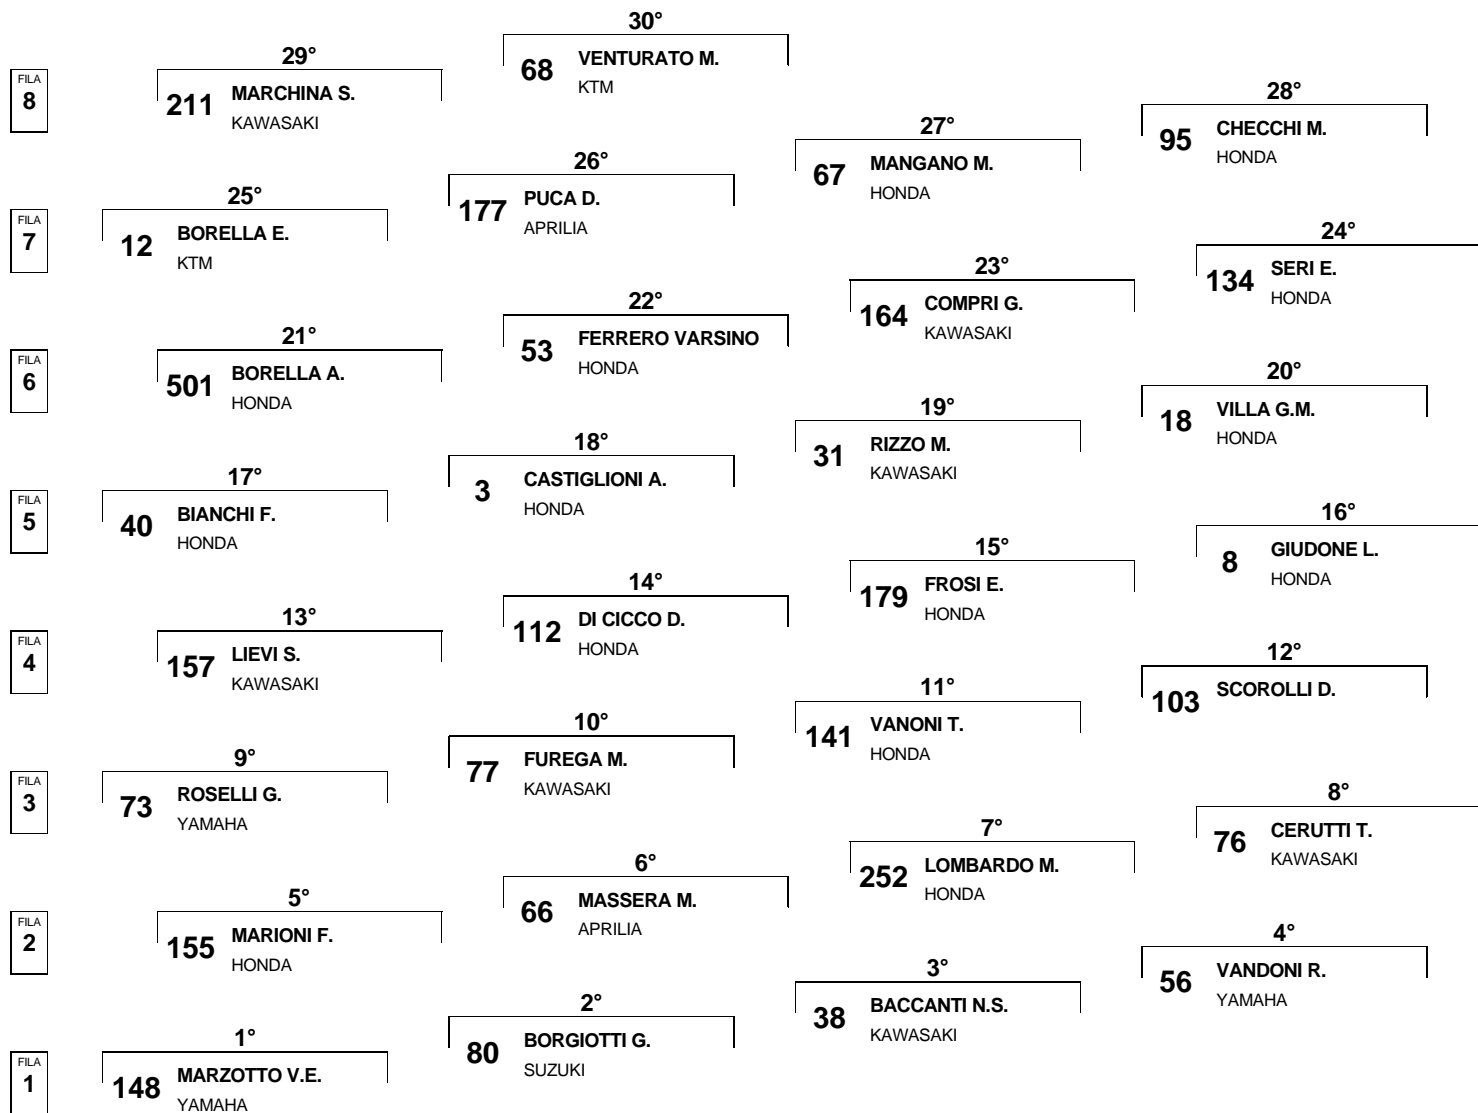 FILA
8
29°
211 MARCHINA S.
KAWASAKI
30°
68 VENTURATO M.
KTM
FILA
7
25°
12 BORELLA E.
KTM
26°
177 PUCA D.
APRILIA
27°
67 MANGANO M.
HONDA
28°
95 CHECCHI M.
HONDA
FILA
6
21°
501 BORELLA A.
HONDA
22°
53 FERRERO VARSINO
HONDA
23°
164 COMPRI G.
KAWASAKI
24°
134 SERI E.
HONDA
FILA
5
17°
40 BIANCHI F.
HONDA
18°
3 CASTIGLIONI A.
HONDA
19°
31 RIZZO M.
KAWASAKI
20°
18 VILLA G.M.
HONDA
FILA
4
13°
157 LIEVI S.
KAWASAKI
14°
112 DI CICCO D.
HONDA
15°
179 FROSI E.
HONDA
16°
8 GIUDONE L.
HONDA
FILA
3
9°
73 ROSELLI G.
YAMAHA
10°
77 FUREGA M.
KAWASAKI
11°
141 VANONI T.
HONDA
12°
103 SCOROLLI D.
FILA
2
5°
155 MARIONI F.
HONDA
6°
66 MASSERA M.
APRILIA
7°
252 LOMBARDO M.
HONDA
8°
76 CERUTTI T.
KAWASAKI
FILA
1
1°
148 MARZOTTO V.E.
YAMAHA
2°
80 BORGIOTTI G.
SUZUKI
3°
38 BACCANTI N.S.
KAWASAKI
4°
56 VANDONI R.
YAMAHA